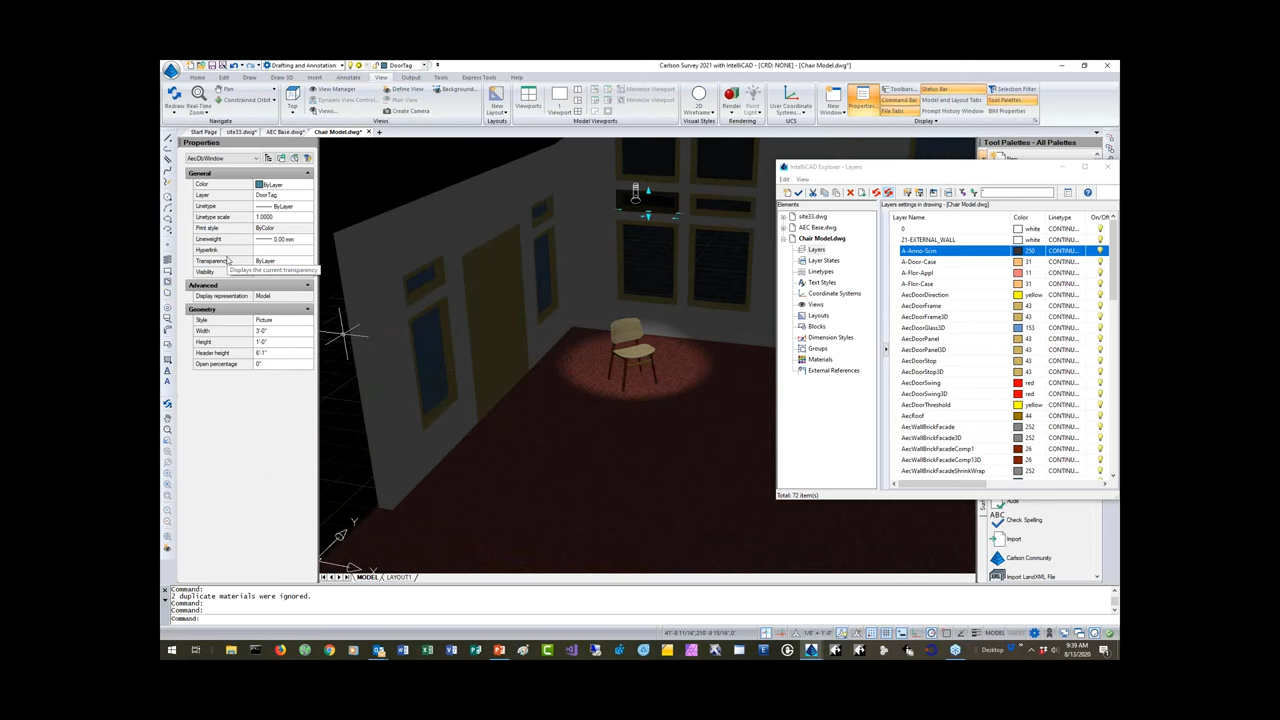 Drafting and Annotation
DoorTag
Carlson Survey 2021 with IntelliCAD - [CRD: NONE] - [Chair Model.dwg*]
Home Edit Draw Draw 3D Insert Annotate View Output Tools Express Tools Help
Redraw
Real-Time Zoom
Pan
Constrained Orbit
Navigate
Top
View Manager
Dynamic View Control...
Views...
Define View
Plan View
Create Camera
Background...
Views
New Layout
Layouts
Viewports
1
Maximize Viewport
Minimize Viewport
Model Viewports
2D Wireframe
Visual Styles
Render
Point Light
Rendering
User Coordinate Systems
UCS
New Window
Properties...
Toolbars...
Command Bar
File Tabs
Status Bar
Model and Layout Tabs
Prompt History Window
Selection Filter
Tool Palettes
BIM Properties
Display
Start Page site33.dwg* AEC Base.dwg* Chair Model.dwg*
Properties
AecDbWindow
General
Color ByLayer
Layer DoorTag
Linetype ByLayer
Linetype scale 1.0000
Print style ByColor
Lineweight 0.00 mm
Hyperlink
Transparency ByLayer
Visibility
Displays the current transparency
Advanced
Display representation Model
Geometry
Style Picture
Width 3'-0"
Height 1'-0"
Header height 6'-1"
Open percentage 0"
Y
X
Tool Palettes - All Palettes
IntelliCAD Explorer - Layers
Edit View
Elements
site33.dwg
AEC Base.dwg
Chair Model.dwg
Layers
Layer States
Linetypes
Text Styles
Coordinate Systems
Views
Layouts
Blocks
Dimension Styles
Groups
Materials
External References
Layers settings in drawing - [Chair Model.dwg]
Layer Name Color Linetype On/Off
0 white CONTINU...
21-EXTERNAL_WALL white CONTINU...
A-Anno-Scrn 250 CONTINU...
A-Door-Case 31 CONTINU...
A-Flor-Appl 11 CONTINU...
A-Flor-Case 31 CONTINU...
AecDoorDirection yellow CONTINU...
AecDoorFrame 43 CONTINU...
AecDoorFrame3D 43 CONTINU...
AecDoorGlass3D 153 CONTINU...
AecDoorPanel 43 CONTINU...
AecDoorPanel3D 43 CONTINU...
AecDoorStop 43 CONTINU...
AecDoorStop3D 43 CONTINU...
AecDoorSwing red CONTINU...
AecDoorSwing3D red CONTINU...
AecDoorThreshold yellow CONTINU...
AecRoof 44 CONTINU...
AecWallBrickFacade 252 CONTINU...
AecWallBrickFacade3D 252 CONTINU...
AecWallBrickFacadeComp1 26 CONTINU...
AecWallBrickFacadeComp13D 26 CONTINU...
AecWallBrickFacadeShrinkWrap 252 CONTINU...
Total: 72 item(s)
Audit
ABC Check Spelling
Import
Carlson Community
Import LandXML File
MODEL LAYOUT1
Command:
2 duplicate materials were ignored.
Command:
Command:
Command:
MODEL
Desktop
9:39 AM
8/13/2020